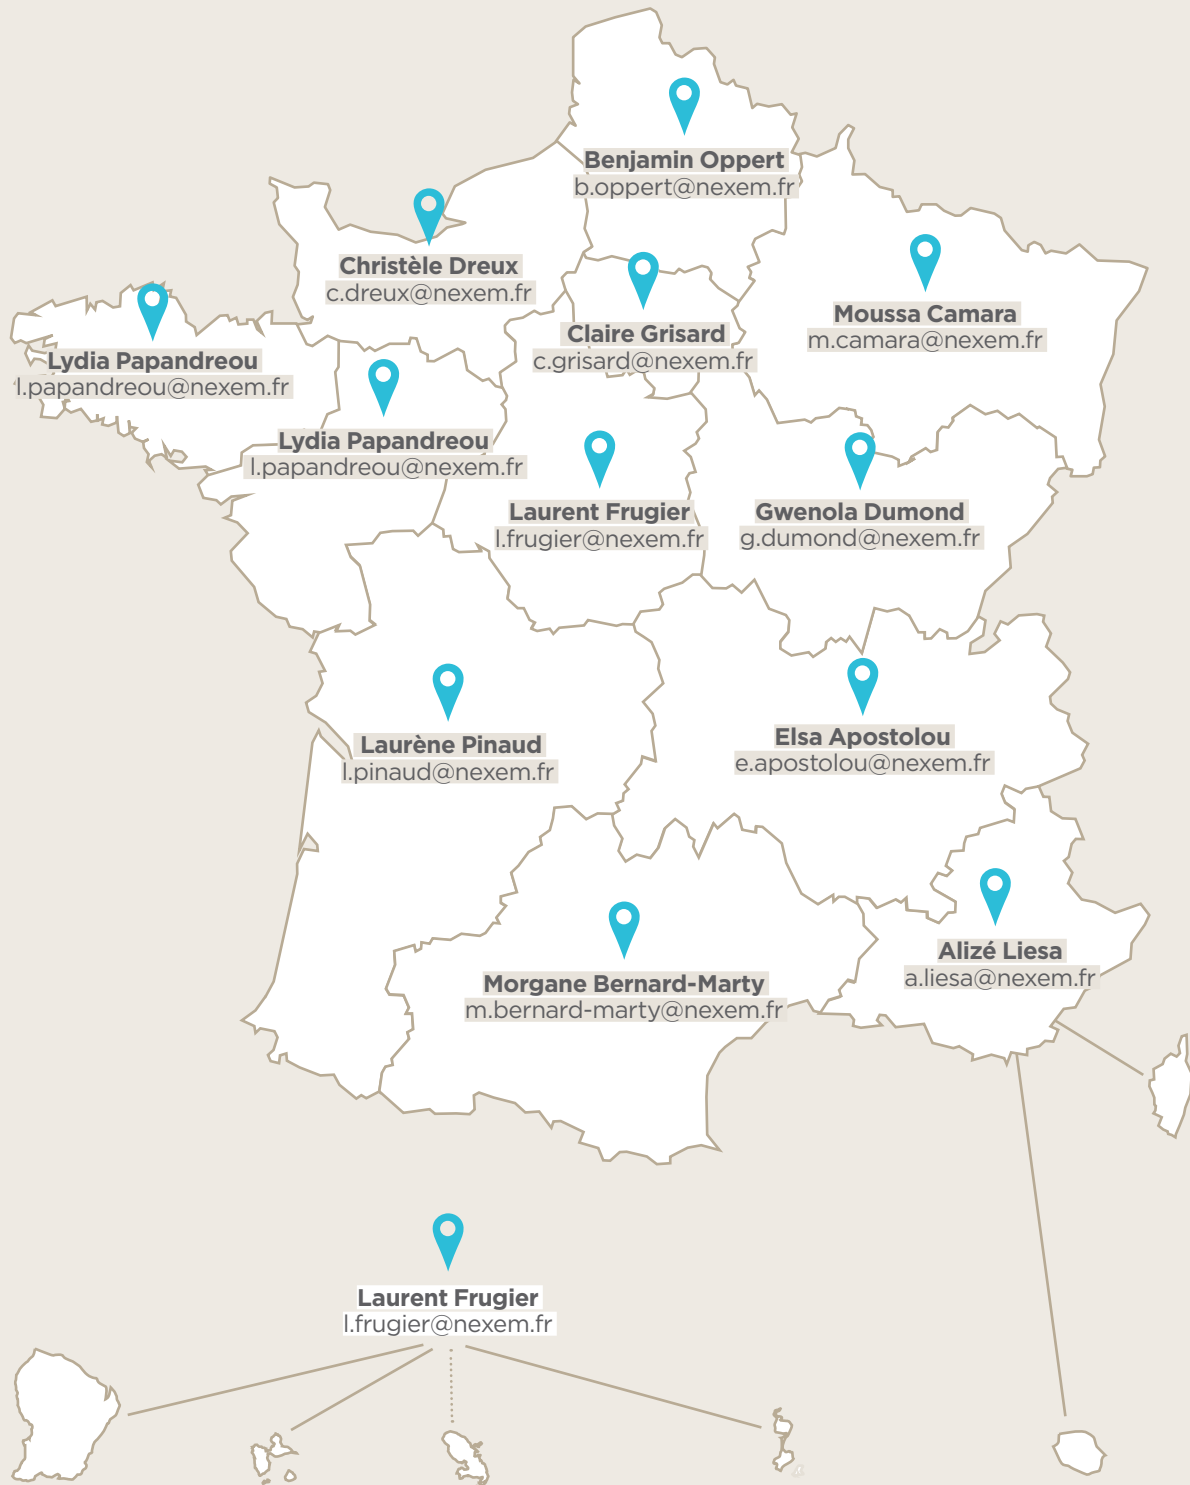 Benjamin Oppert
b.oppert@nexem.fr
Christèle Dreux
c.dreux@nexem.fr
Moussa Camara
m.camara@nexem.fr
Claire Grisard
c.grisard@nexem.fr
Lydia Papandreou
l.papandreou@nexem.fr
Lydia Papandreou
l.papandreou@nexem.fr
Laurent Frugier
l.frugier@nexem.fr
Gwenola Dumond
g.dumond@nexem.fr
Laurène Pinaud
l.pinaud@nexem.fr
Elsa Apostolou
e.apostolou@nexem.fr
Alizé Liesa
a.liesa@nexem.fr
Morgane Bernard-Marty
m.bernard-marty@nexem.fr
Laurent Frugier
l.frugier@nexem.fr